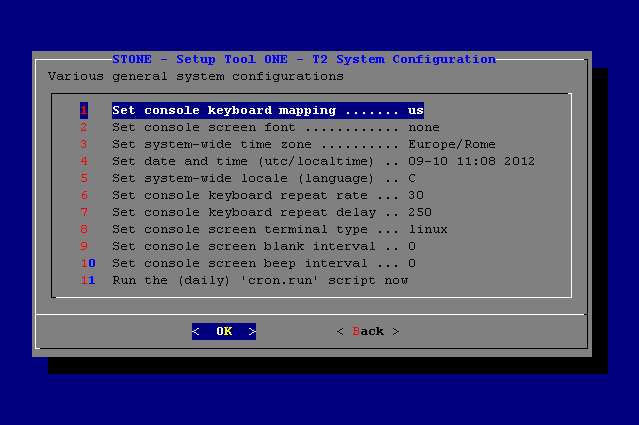 STONE - Setup Tool ONE - T2 System Configuration
Various general system configurations
1 Set console keyboard mapping ....... us
2 Set console screen font ............ none
3 Set system-wide time zone .......... Europe/Rome
4 Set date and time (utc/localtime) .. 09-10 11:08 2012
5 Set system-wide locale (language) .. C
6 Set console keyboard repeat rate ... 30
7 Set console keyboard repeat delay .. 250
8 Set console screen terminal type ... linux
9 Set console screen blank interval .. 0
10 Set console screen beep interval ... 0
11 Run the (daily) 'cron.run' script now
< OK > < Back >